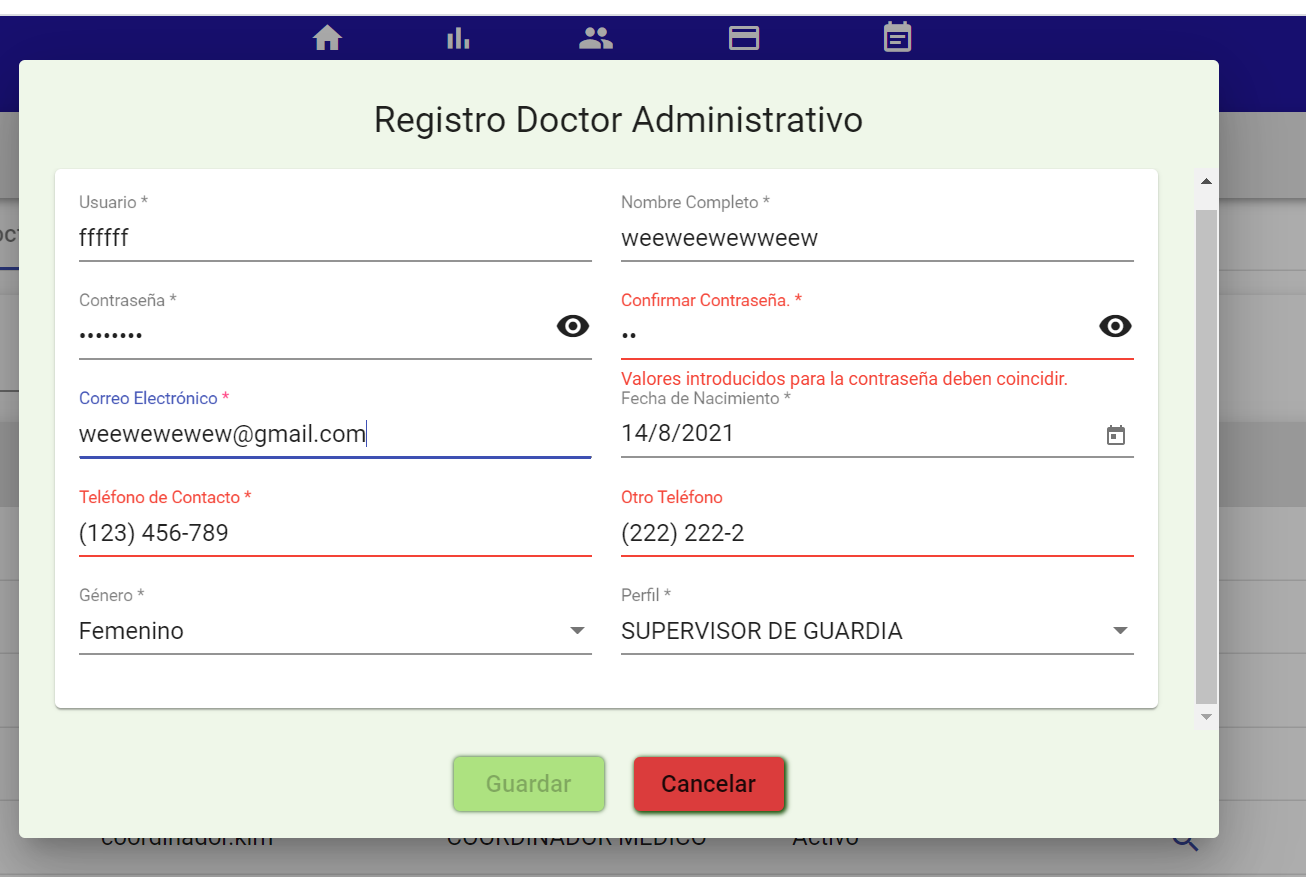 Registro Doctor Administrativo
Usuario *
Nombre Completo *
ffffff
weeweewewweew
Contraseña *
Confirmar Contraseña. *
••••••••
••
Valores introducidos para la contraseña deben coincidir.
Correo Electrónico *
Fecha de Nacimiento *
weewewewew@gmail.com
14/8/2021
Teléfono de Contacto *
Otro Teléfono
(123) 456-789
(222) 222-2
Género *
Perfil *
Femenino
SUPERVISOR DE GUARDIA
Guardar
Cancelar
coordinador.kim COORDINADOR MEDICO Activo